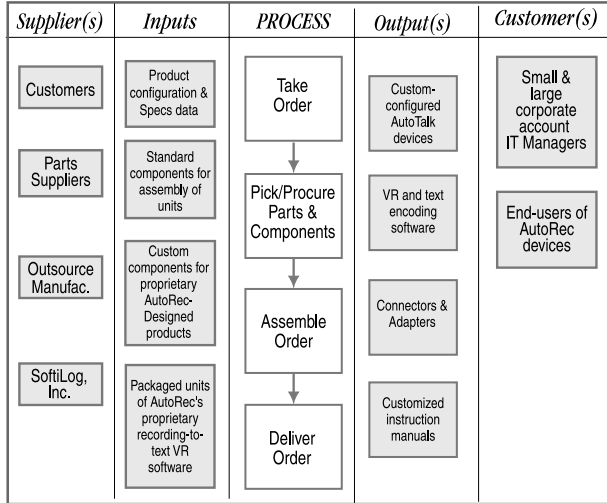 Supplier(s)
Inputs
PROCESS
Output(s)
Customer(s)
Customers
Parts
Suppliers
Outsource
Manufac.
SoftiLog,
Inc.
Product
configuration &
Specs data
Standard
components for
assembly of
units
Custom
components for
proprietary
AutoRec-
Designed
products
Packaged units
of AutoRec's
proprietary
recording-to-
text VR
software
Take
Order
Pick/Procure
Parts &
Components
Assemble
Order
Deliver
Order
Custom-
configured
AutoTalk
devices
VR and text
encoding
software
Connectors &
Adapters
Customized
instruction
manuals
Small &
large
corporate
account
IT Managers
End-users of
AutoRec
devices